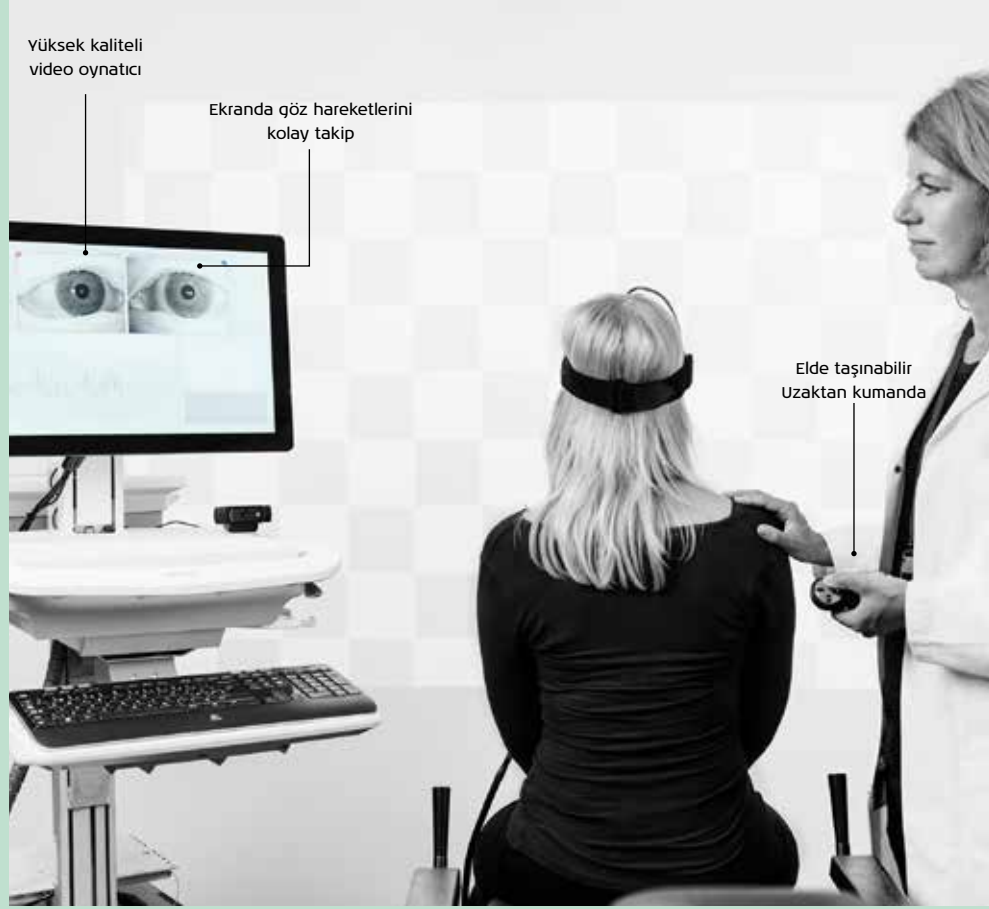 Yüksek kaliteli
video oynatıcı
Ekranda göz hareketlerini
kolay takip
Elde taşınabilir
Uzaktan kumanda